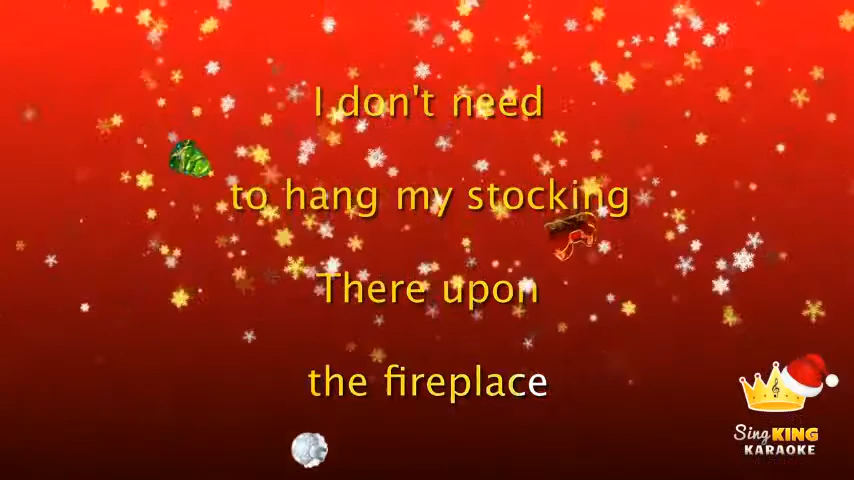 I don't need
to hang my stocking
There upon
the fireplace
Sing KING
KARAOKE